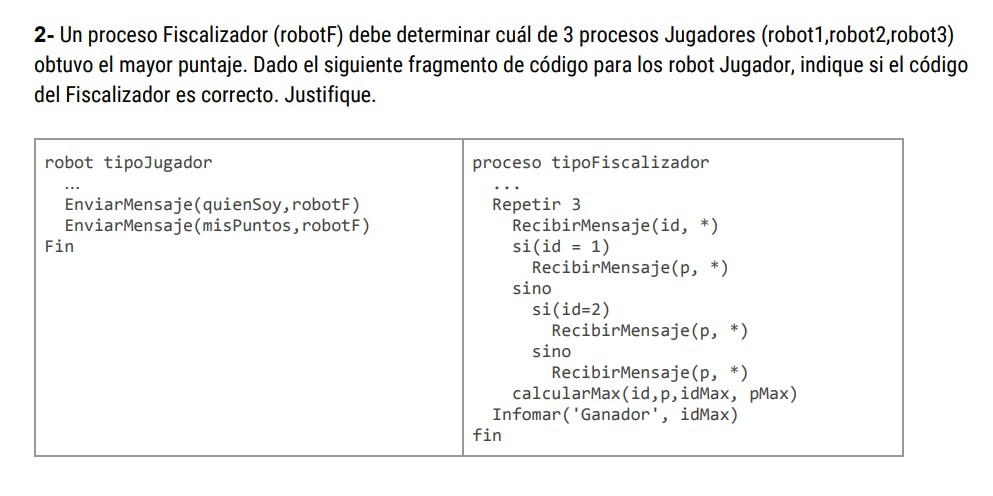 2- Un proceso Fiscalizador (robotF) debe determinar cuál de 3 procesos Jugadores (robot1,robot2,robot3)
obtuvo el mayor puntaje. Dado el siguiente fragmento de código para los robot Jugador, indique si el código
del Fiscalizador es correcto. Justifique.
robot tipoJugador
...
EnviarMensaje(quienSoy,robotF)
EnviarMensaje(misPuntos,robotF)
Fin
proceso tipoFiscalizador
...
Repetir 3
RecibirMensaje(id, *)
si(id = 1)
RecibirMensaje(p, *)
sino
si(id=2)
RecibirMensaje(p, *)
sino
RecibirMensaje(p, *)
calcularMax(id,p,idMax, pMax)
Infomar('Ganador', idMax)
fin